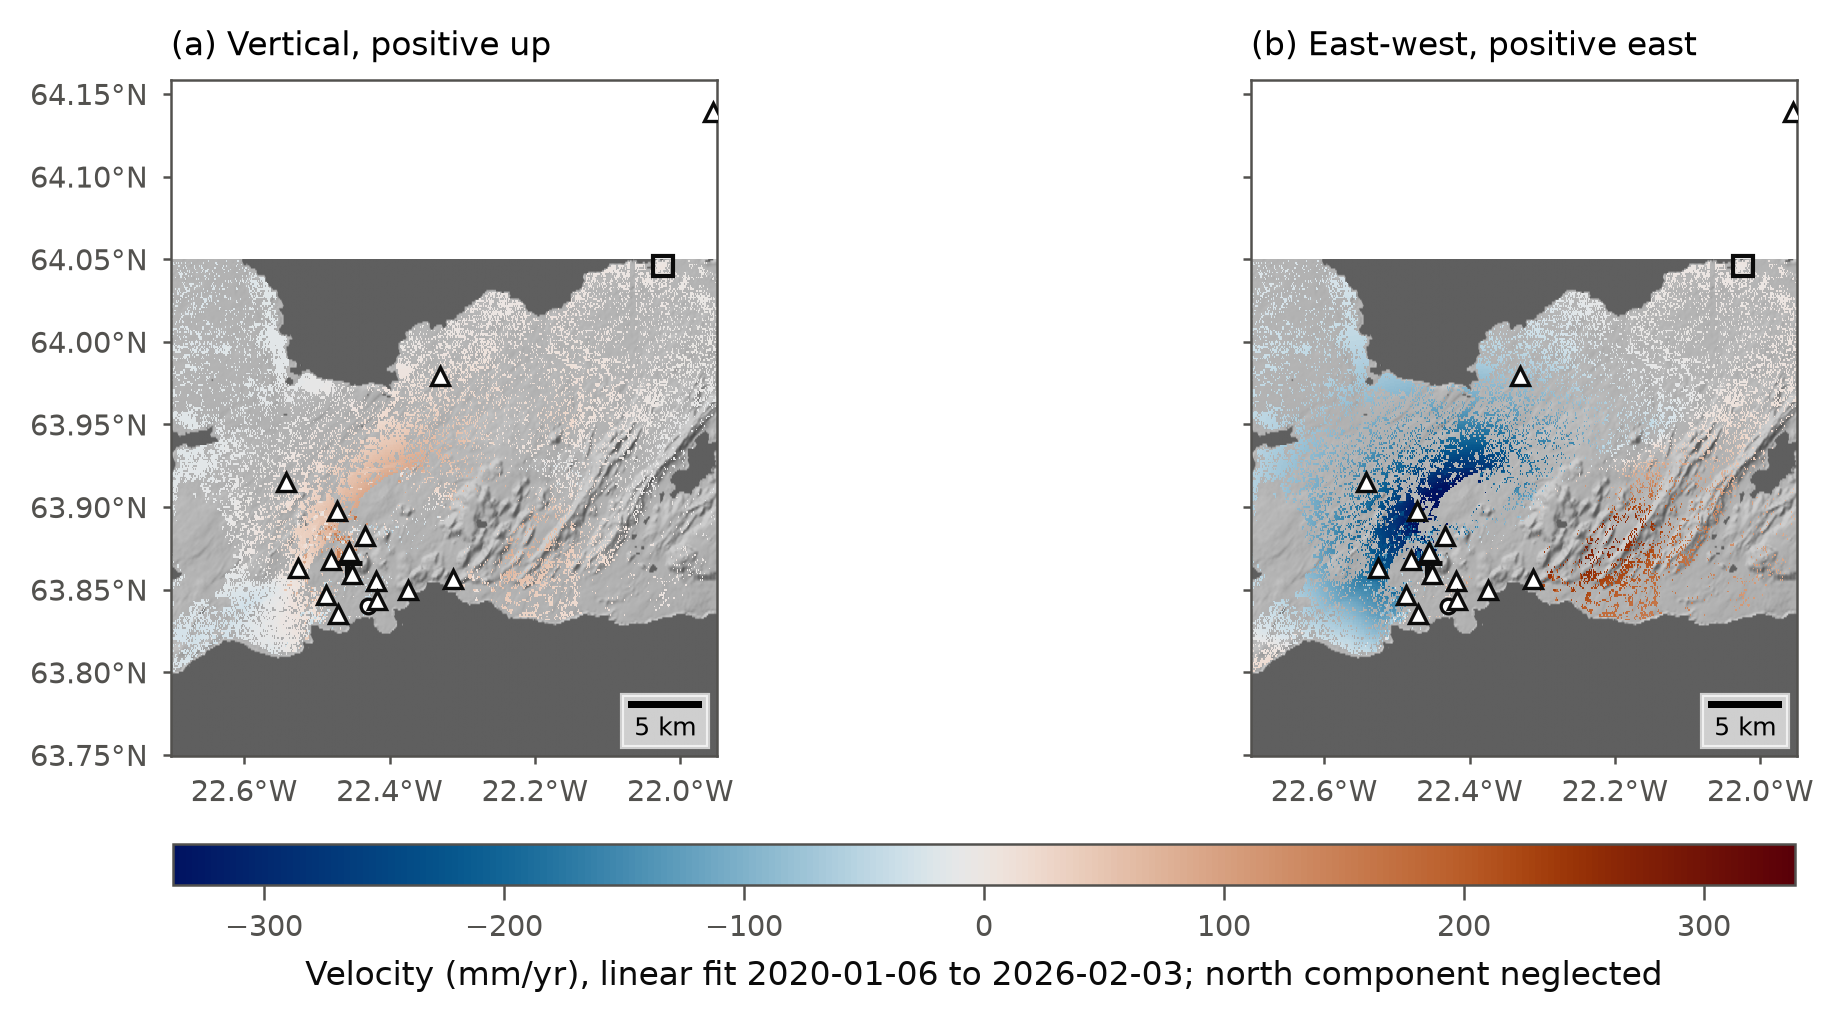 (a) Vertical, positive up
(b) East-west, positive east
64.15°N
64.10°N
64.05°N
64.00°N
63.95°N
63.90°N
63.85°N
63.80°N
63.75°N
5 km
5 km
22.6°W 22.4°W 22.2°W 22.0°W
22.6°W 22.4°W 22.2°W 22.0°W
−300 −200 −100 0 100 200 300
Velocity (mm/yr), linear fit 2020-01-06 to 2026-02-03; north component neglected